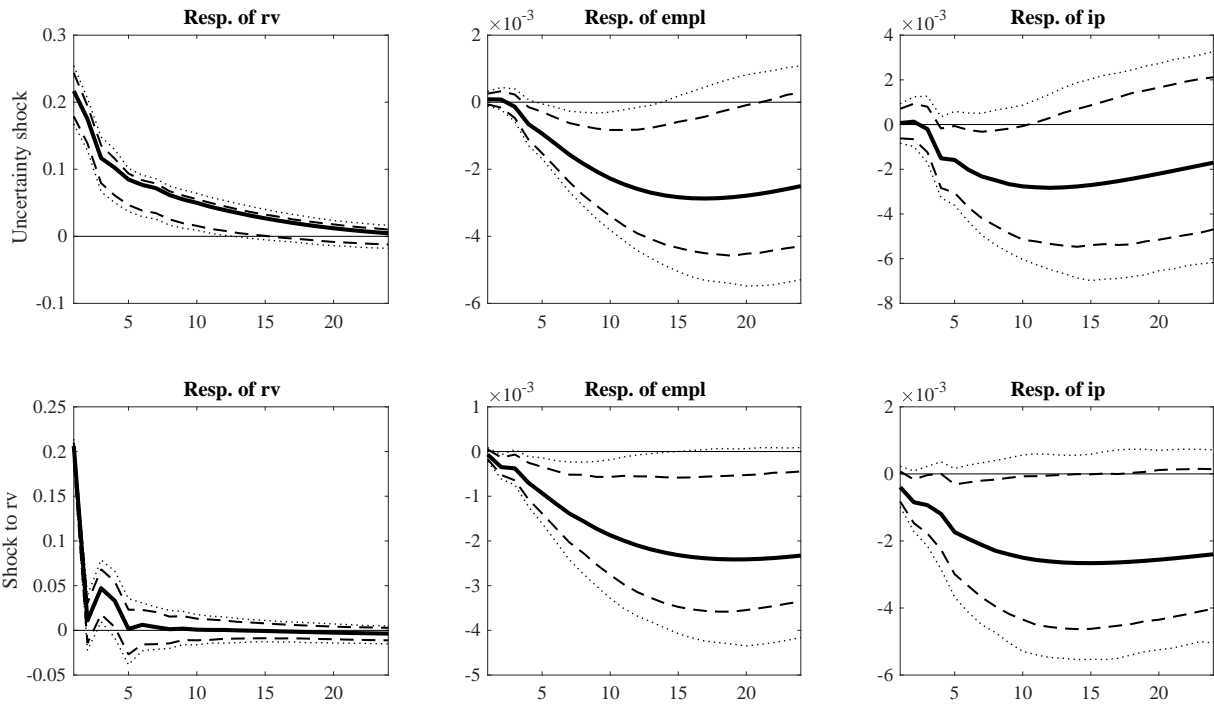 Resp. of rv
Resp. of empl
Resp. of ip
×10-3
×10-3
0.3
2
4
0.2
0
2
0
0.1
-2
-2
0
-4
-4
-6
-0.1
-6
-8
5 10 15 20
5 10 15 20
5 10 15 20
Uncertainty shock
Resp. of rv
Resp. of empl
Resp. of ip
×10-3
×10-3
0.25
1
2
0.2
0
0.15
-1
0
0.1
-2
-2
0.05
-3
0
-4
-4
-0.05
-5
-6
5 10 15 20
5 10 15 20
5 10 15 20
Shock to rv